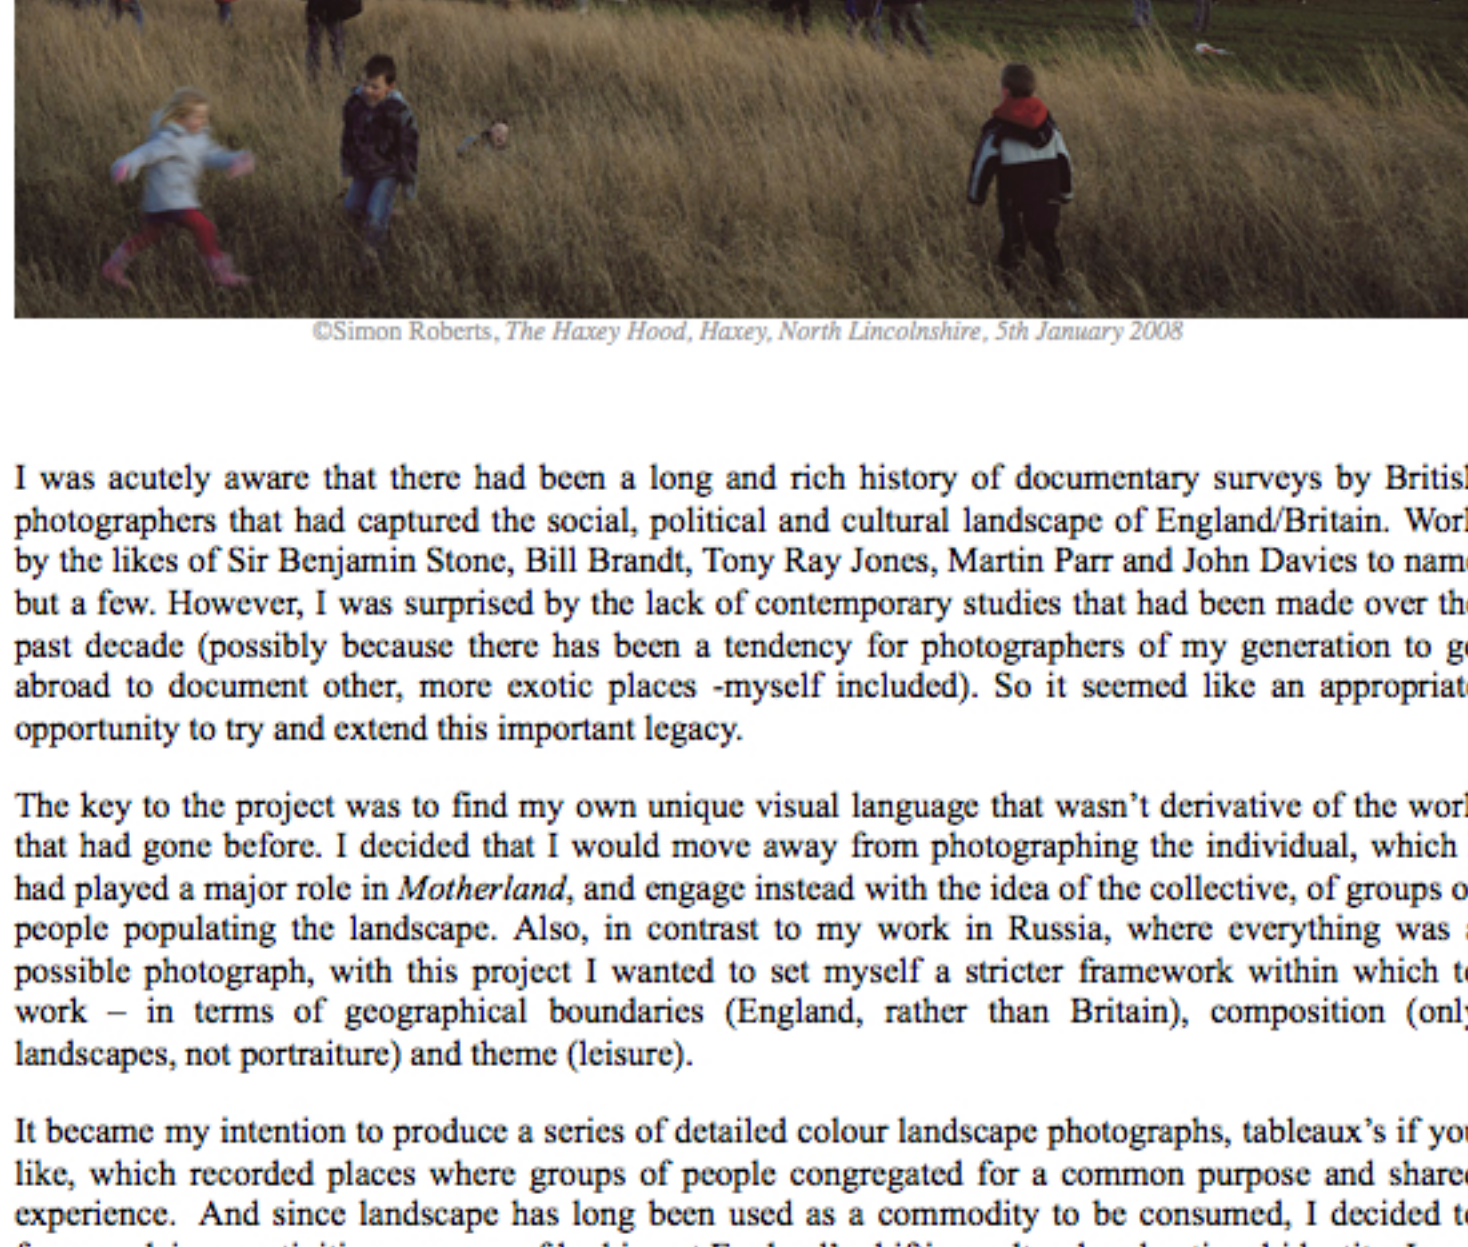 ©Simon Roberts, The Haxey Hood, Haxey, North Lincolnshire, 5th January 2008
I was acutely aware that there had been a long and rich history of documentary surveys by
photographers that had captured the social, political and cultural landscape of England/Britain.
by the likes of Sir Benjamin Stone, Bill Brandt, Tony Ray Jones, Martin Parr and John Davies to
but a few. However, I was surprised by the lack of contemporary studies that had been made over
past decade (possibly because there has been a tendency for photographers of my generation to
abroad to document other, more exotic places -myself included). So it seemed like an
opportunity to try and extend this important legacy.
The key to the project was to find my own unique visual language that wasn’t derivative of the
that had gone before. I decided that I would move away from photographing the individual, which
had played a major role in Motherland, and engage instead with the idea of the collective, of groups
people populating the landscape. Also, in contrast to my work in Russia, where everything was
possible photograph, with this project I wanted to set myself a stricter framework within which
work – in terms of geographical boundaries (England, rather than Britain), composition (only
landscapes, not portraiture) and theme (leisure).
It became my intention to produce a series of detailed colour landscape photographs, tableaux’s if
like, which recorded places where groups of people congregated for a common purpose and
experience. And since landscape has long been used as a commodity to be consumed, I decided